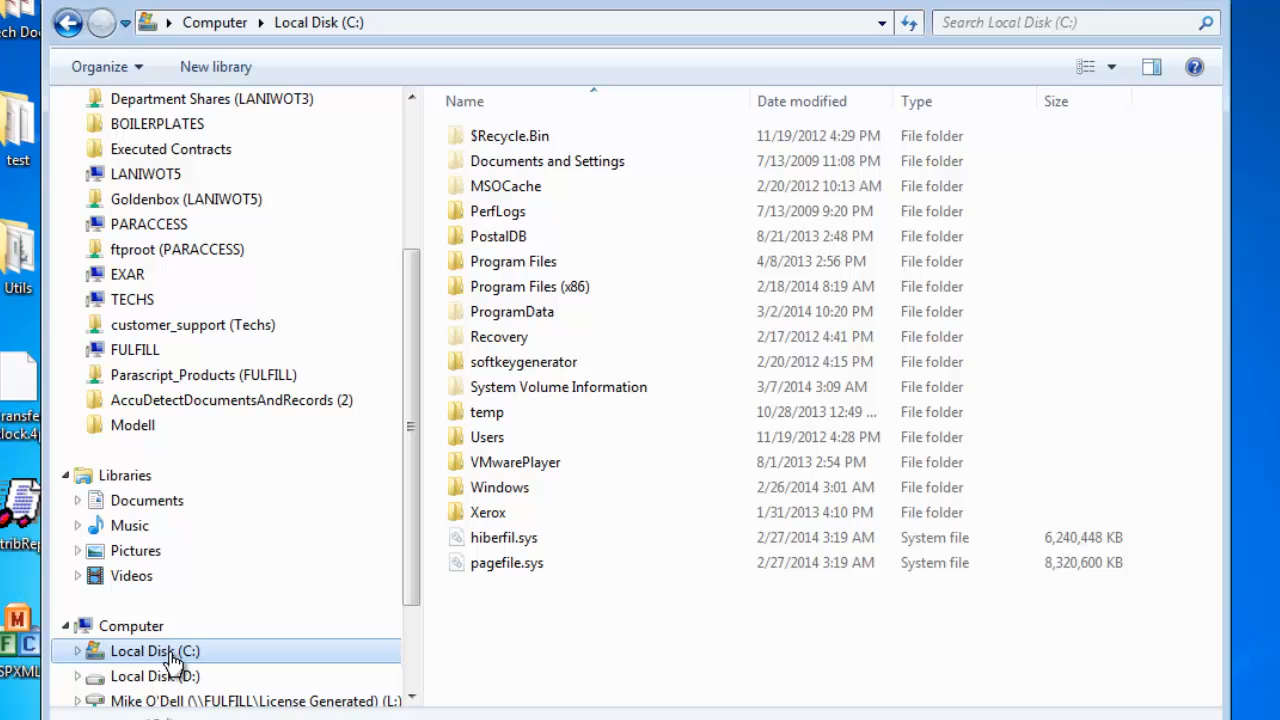 ech Doc
test
Utils
Transfe
lock.4p
tribRep
SPXML
Computer Local Disk (C:)
Search Local Disk (C:)
Organize New library
Department Shares (LANIWOT3)
BOILERPLATES
Executed Contracts
LANIWOT5
Goldenbox (LANIWOT5)
PARACCESS
ftproot (PARACCESS)
EXAR
TECHS
customer_support (Techs)
FULFILL
Parascript_Products (FULFILL)
AccuDetectDocumentsAndRecords (2)
Modell
Libraries
Documents
Music
Pictures
Videos
Computer
Local Disk (C:)
Local Disk (D:)
Mike O'Dell (\\FULFILL\License Generated) (L:)
Name Date modified Type Size
$Recycle.Bin 11/19/2012 4:29 PM File folder
Documents and Settings 7/13/2009 11:08 PM File folder
MSOCache 2/20/2012 10:13 AM File folder
PerfLogs 7/13/2009 9:20 PM File folder
PostalDB 8/21/2013 2:48 PM File folder
Program Files 4/8/2013 2:56 PM File folder
Program Files (x86) 2/18/2014 8:19 AM File folder
ProgramData 3/2/2014 10:20 PM File folder
Recovery 2/17/2012 4:41 PM File folder
softkeygenerator 2/20/2012 4:15 PM File folder
System Volume Information 3/7/2014 3:09 AM File folder
temp 10/28/2013 12:49 ... File folder
Users 11/19/2012 4:28 PM File folder
VMwarePlayer 8/1/2013 2:54 PM File folder
Windows 2/26/2014 3:01 AM File folder
Xerox 1/31/2013 4:10 PM File folder
hiberfil.sys 2/27/2014 3:19 AM System file 6,240,448 KB
pagefile.sys 2/27/2014 3:19 AM System file 8,320,600 KB